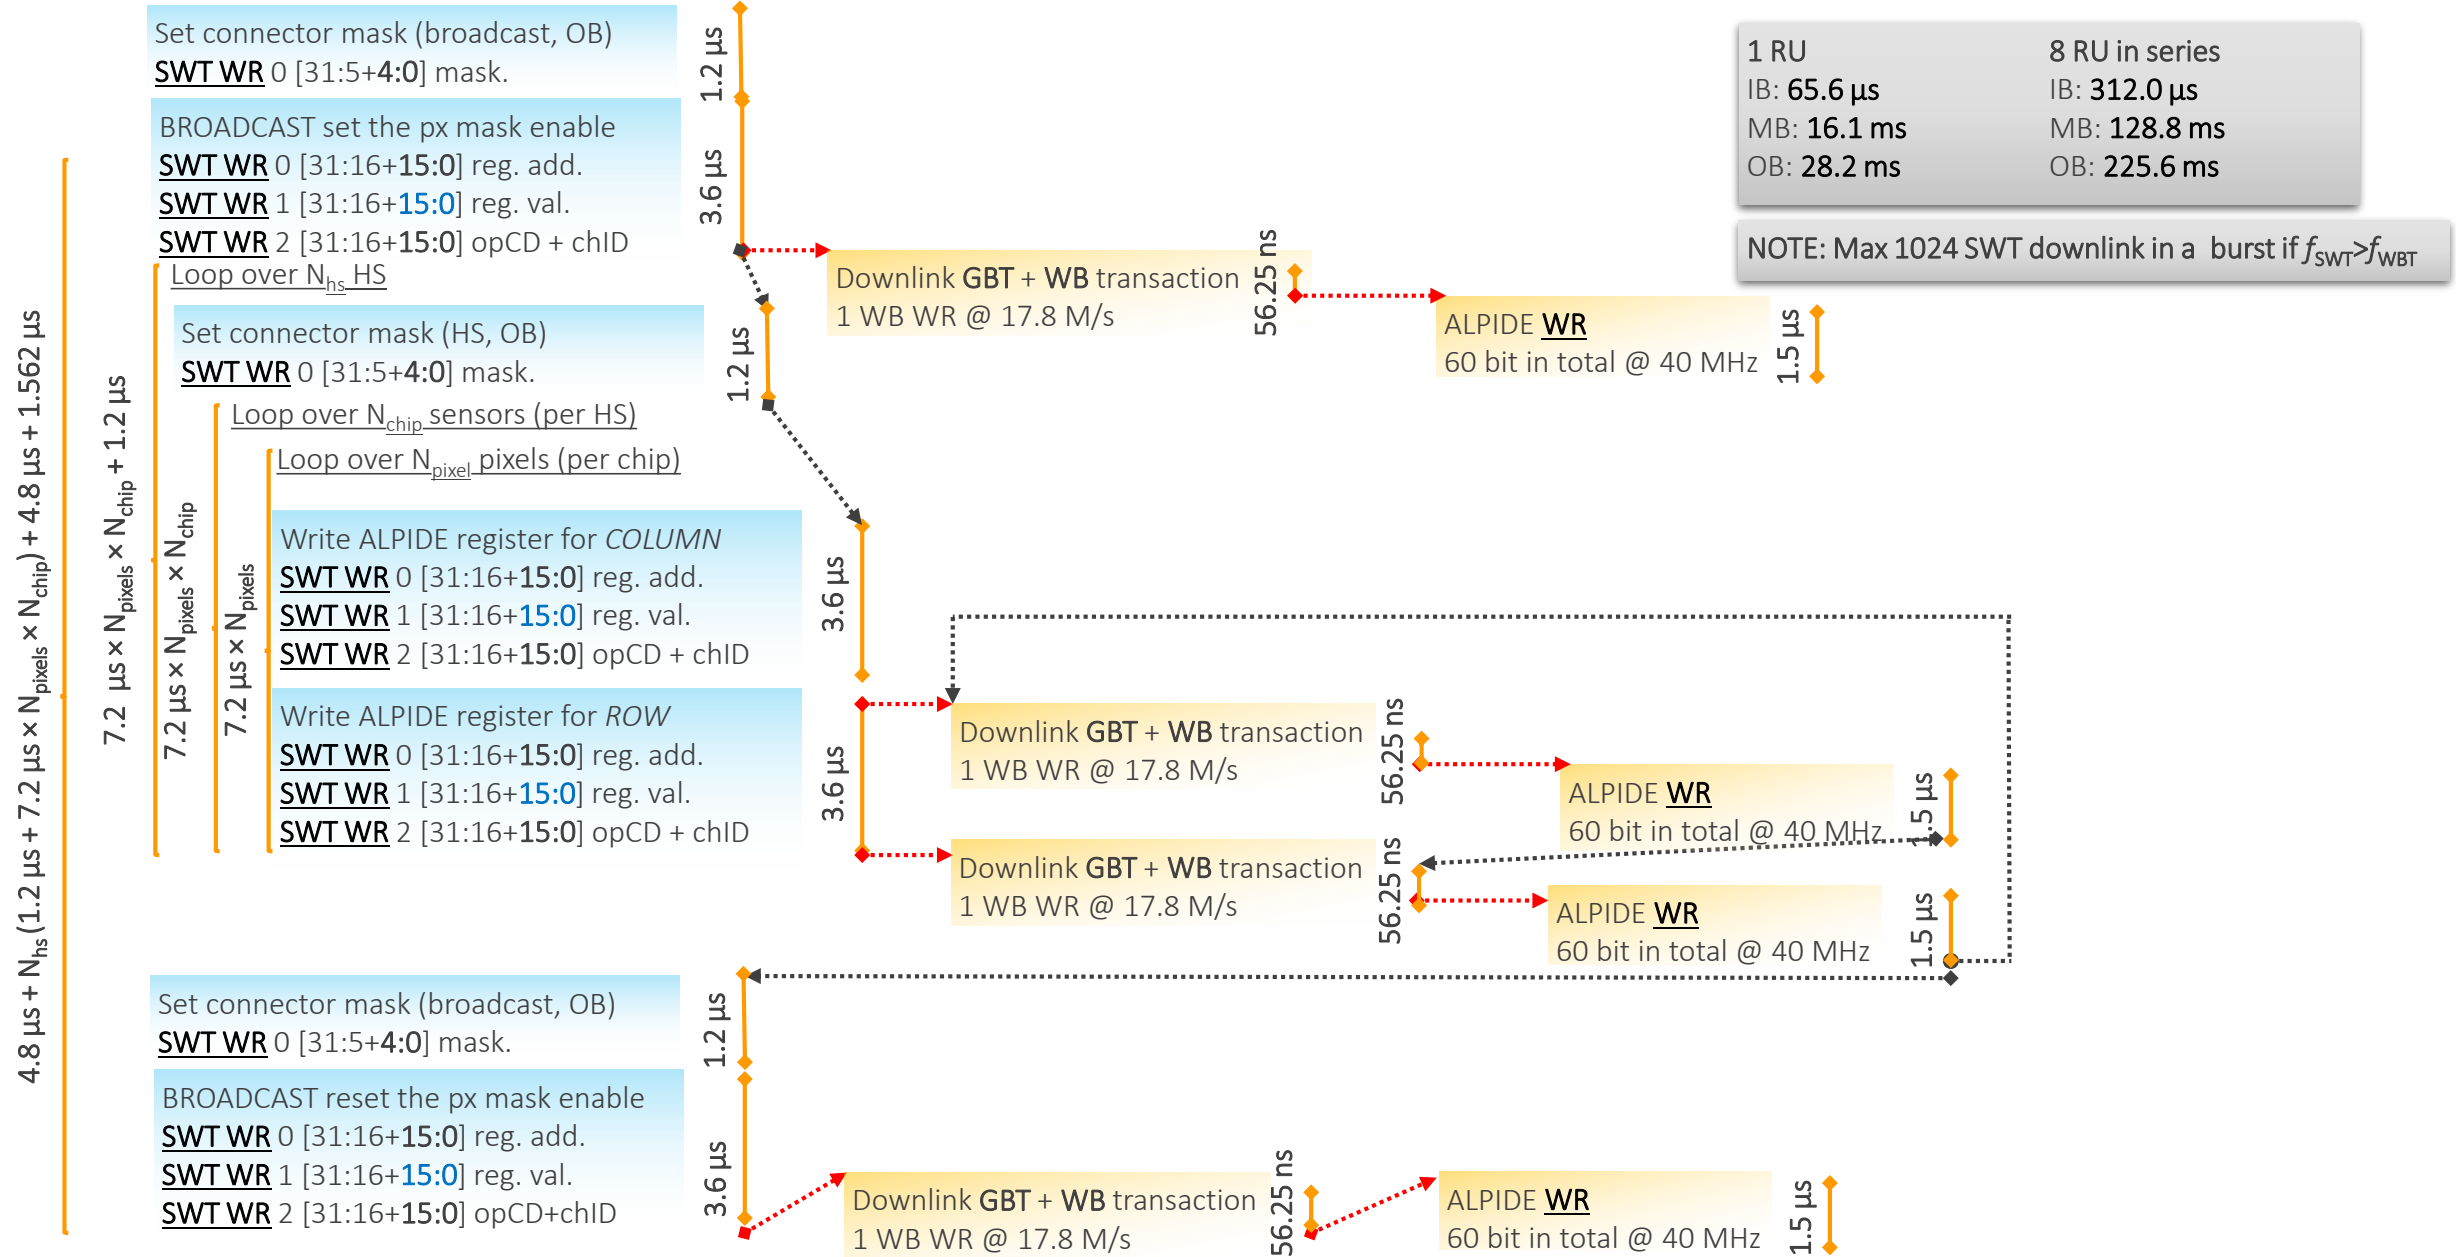 Set connector mask (broadcast, OB)
SWT WR 0 [31:5+4:0] mask.
1.2 µs
BROADCAST set the px mask enable
SWT WR 0 [31:16+15:0] reg. add.
SWT WR 1 [31:16+15:0] reg. val.
SWT WR 2 [31:16+15:0] opCD + chID
3.6 µs
1 RU
IB: 65.6 µs
MB: 16.1 ms
OB: 28.2 ms
8 RU in series
IB: 312.0 µs
MB: 128.8 ms
OB: 225.6 ms
NOTE: Max 1024 SWT downlink in a burst if fSWT>fWBT
Downlink GBT + WB transaction
1 WB WR @ 17.8 M/s
56.25 ns
ALPIDE WR
60 bit in total @ 40 MHz
1.5 µs
Loop over Nhs HS
Set connector mask (HS, OB)
SWT WR 0 [31:5+4:0] mask.
1.2 µs
Loop over Nchip sensors (per HS)
Loop over Npixel pixels (per chip)
4.8 µs + Nhs (1.2 µs + 7.2 µs × Npixels × Nchip) + 4.8 µs + 1.562 µs
7.2 µs × Npixels × Nchip + 1.2 µs
7.2 µs × Npixels × Nchip
7.2 µs × Npixels
Write ALPIDE register for COLUMN
SWT WR 0 [31:16+15:0] reg. add.
SWT WR 1 [31:16+15:0] reg. val.
SWT WR 2 [31:16+15:0] opCD + chID
3.6 µs
Write ALPIDE register for ROW
SWT WR 0 [31:16+15:0] reg. add.
SWT WR 1 [31:16+15:0] reg. val.
SWT WR 2 [31:16+15:0] opCD + chID
3.6 µs
Downlink GBT + WB transaction
1 WB WR @ 17.8 M/s
56.25 ns
ALPIDE WR
60 bit in total @ 40 MHz
1.5 µs
Downlink GBT + WB transaction
1 WB WR @ 17.8 M/s
56.25 ns
ALPIDE WR
60 bit in total @ 40 MHz
1.5 µs
Set connector mask (broadcast, OB)
SWT WR 0 [31:5+4:0] mask.
1.2 µs
BROADCAST reset the px mask enable
SWT WR 0 [31:16+15:0] reg. add.
SWT WR 1 [31:16+15:0] reg. val.
SWT WR 2 [31:16+15:0] opCD+chID
3.6 µs
Downlink GBT + WB transaction
1 WB WR @ 17.8 M/s
56.25 ns
ALPIDE WR
60 bit in total @ 40 MHz
1.5 µs